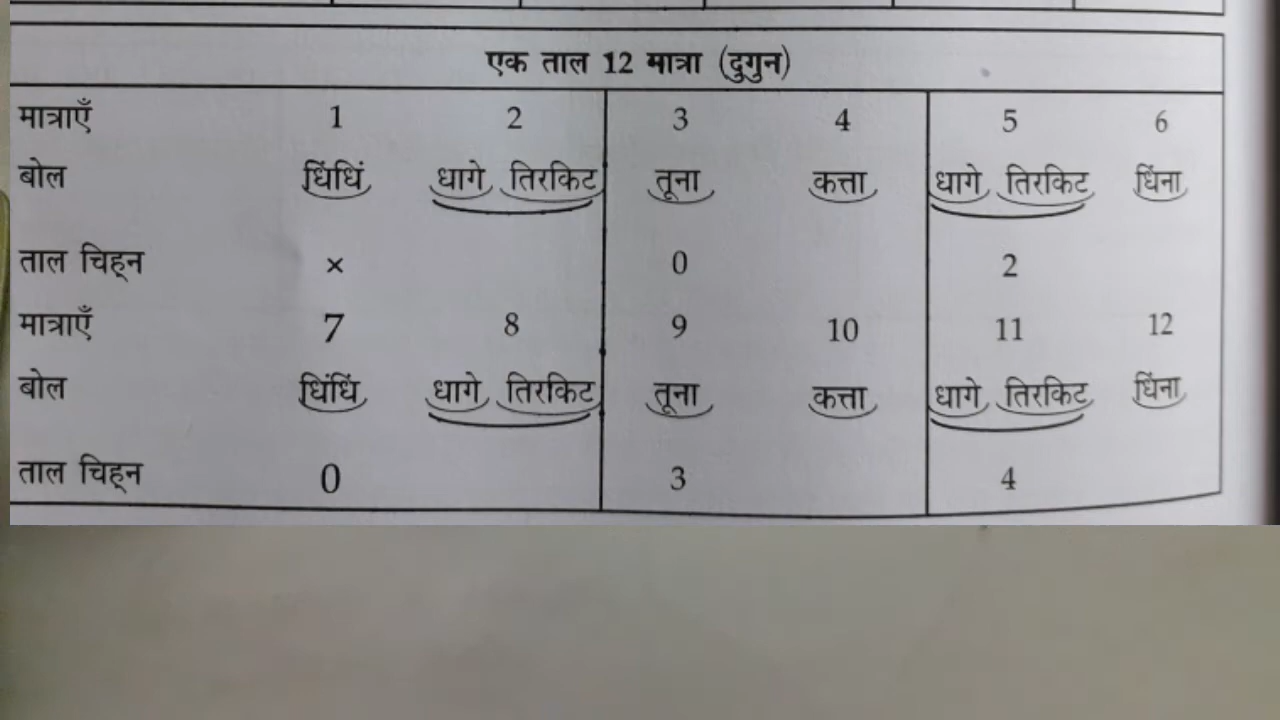 एक ताल 12 मात्रा (दुगुन)
मात्राएँ 1 2 3 4 5 6
बोल धिंधिं धागे तिरकिट तूना कत्ता धागे तिरकिट धिंना
ताल चिह्न × 0 2
मात्राएँ 7 8 9 10 11 12
बोल धिंधिं धागे तिरकिट तूना कत्ता धागे तिरकिट धिंना
ताल चिह्न 0 3 4